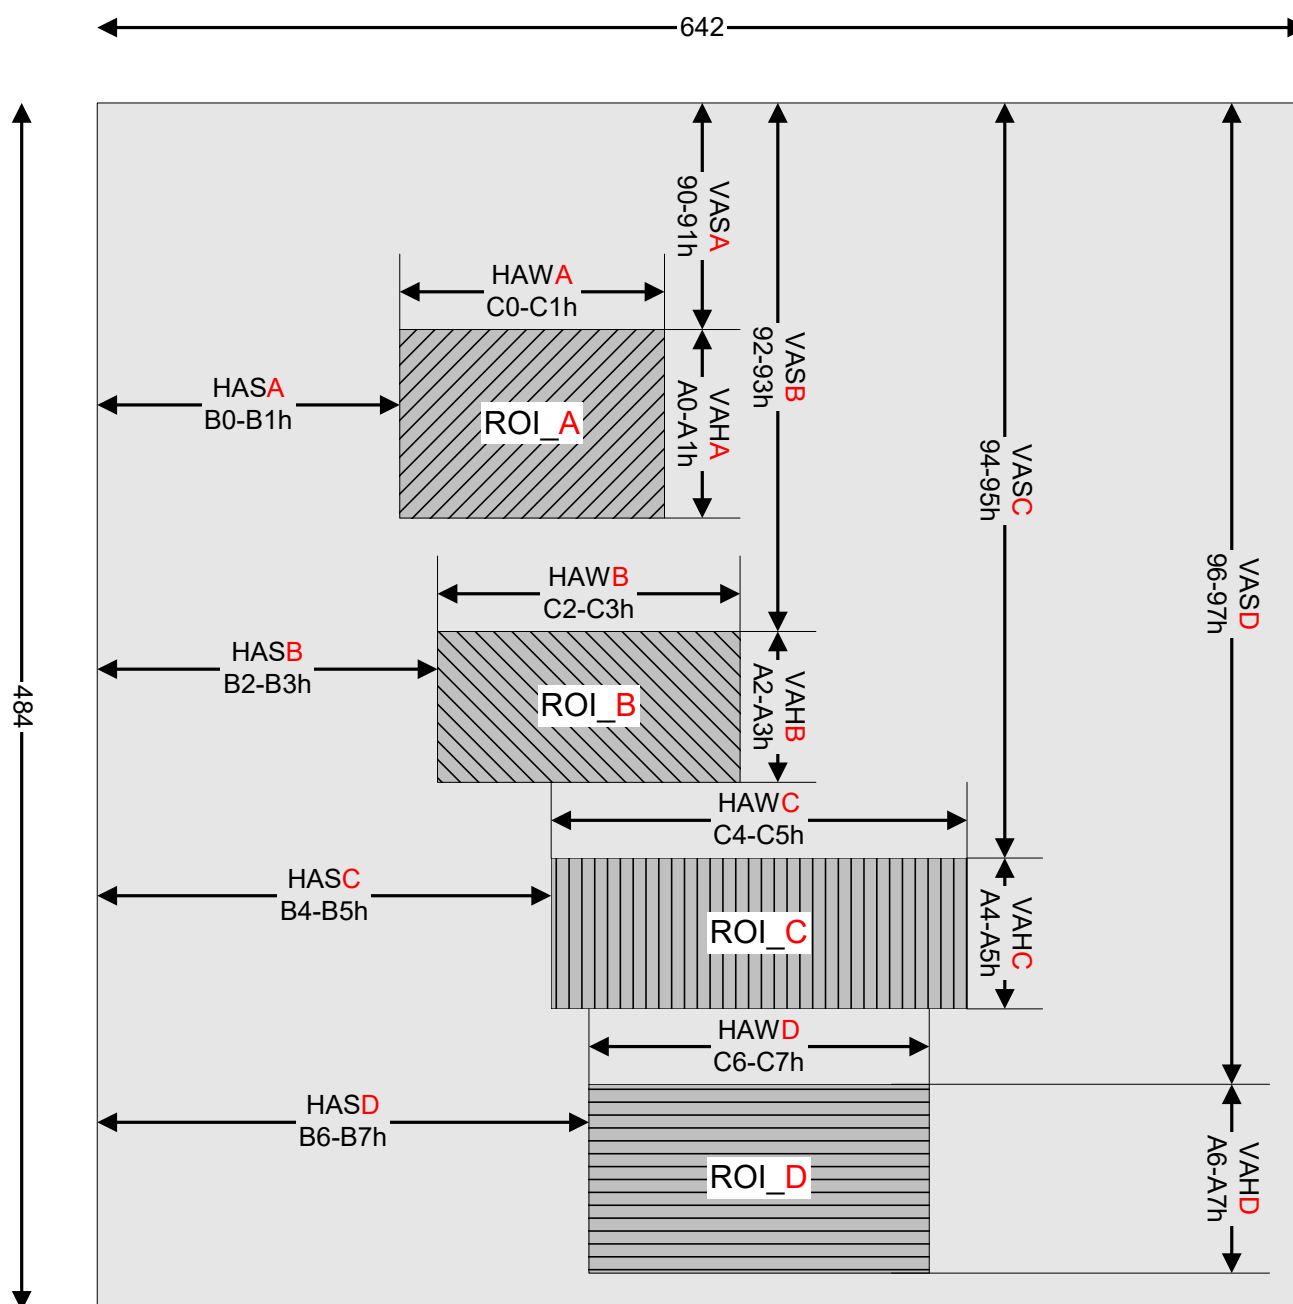 642
484
VASA
90-91h
HAWA
C0-C1h
HASA
B0-B1h
ROI_A
VAHA
A0-A1h
VASB
92-93h
VASC
94-95h
VASD
96-97h
HAWB
C2-C3h
HASB
B2-B3h
ROI_B
VAHB
A2-A3h
HAWC
C4-C5h
HASC
B4-B5h
ROI_C
VAHC
A4-A5h
HAWD
C6-C7h
HASD
B6-B7h
ROI_D
VAHD
A6-A7h